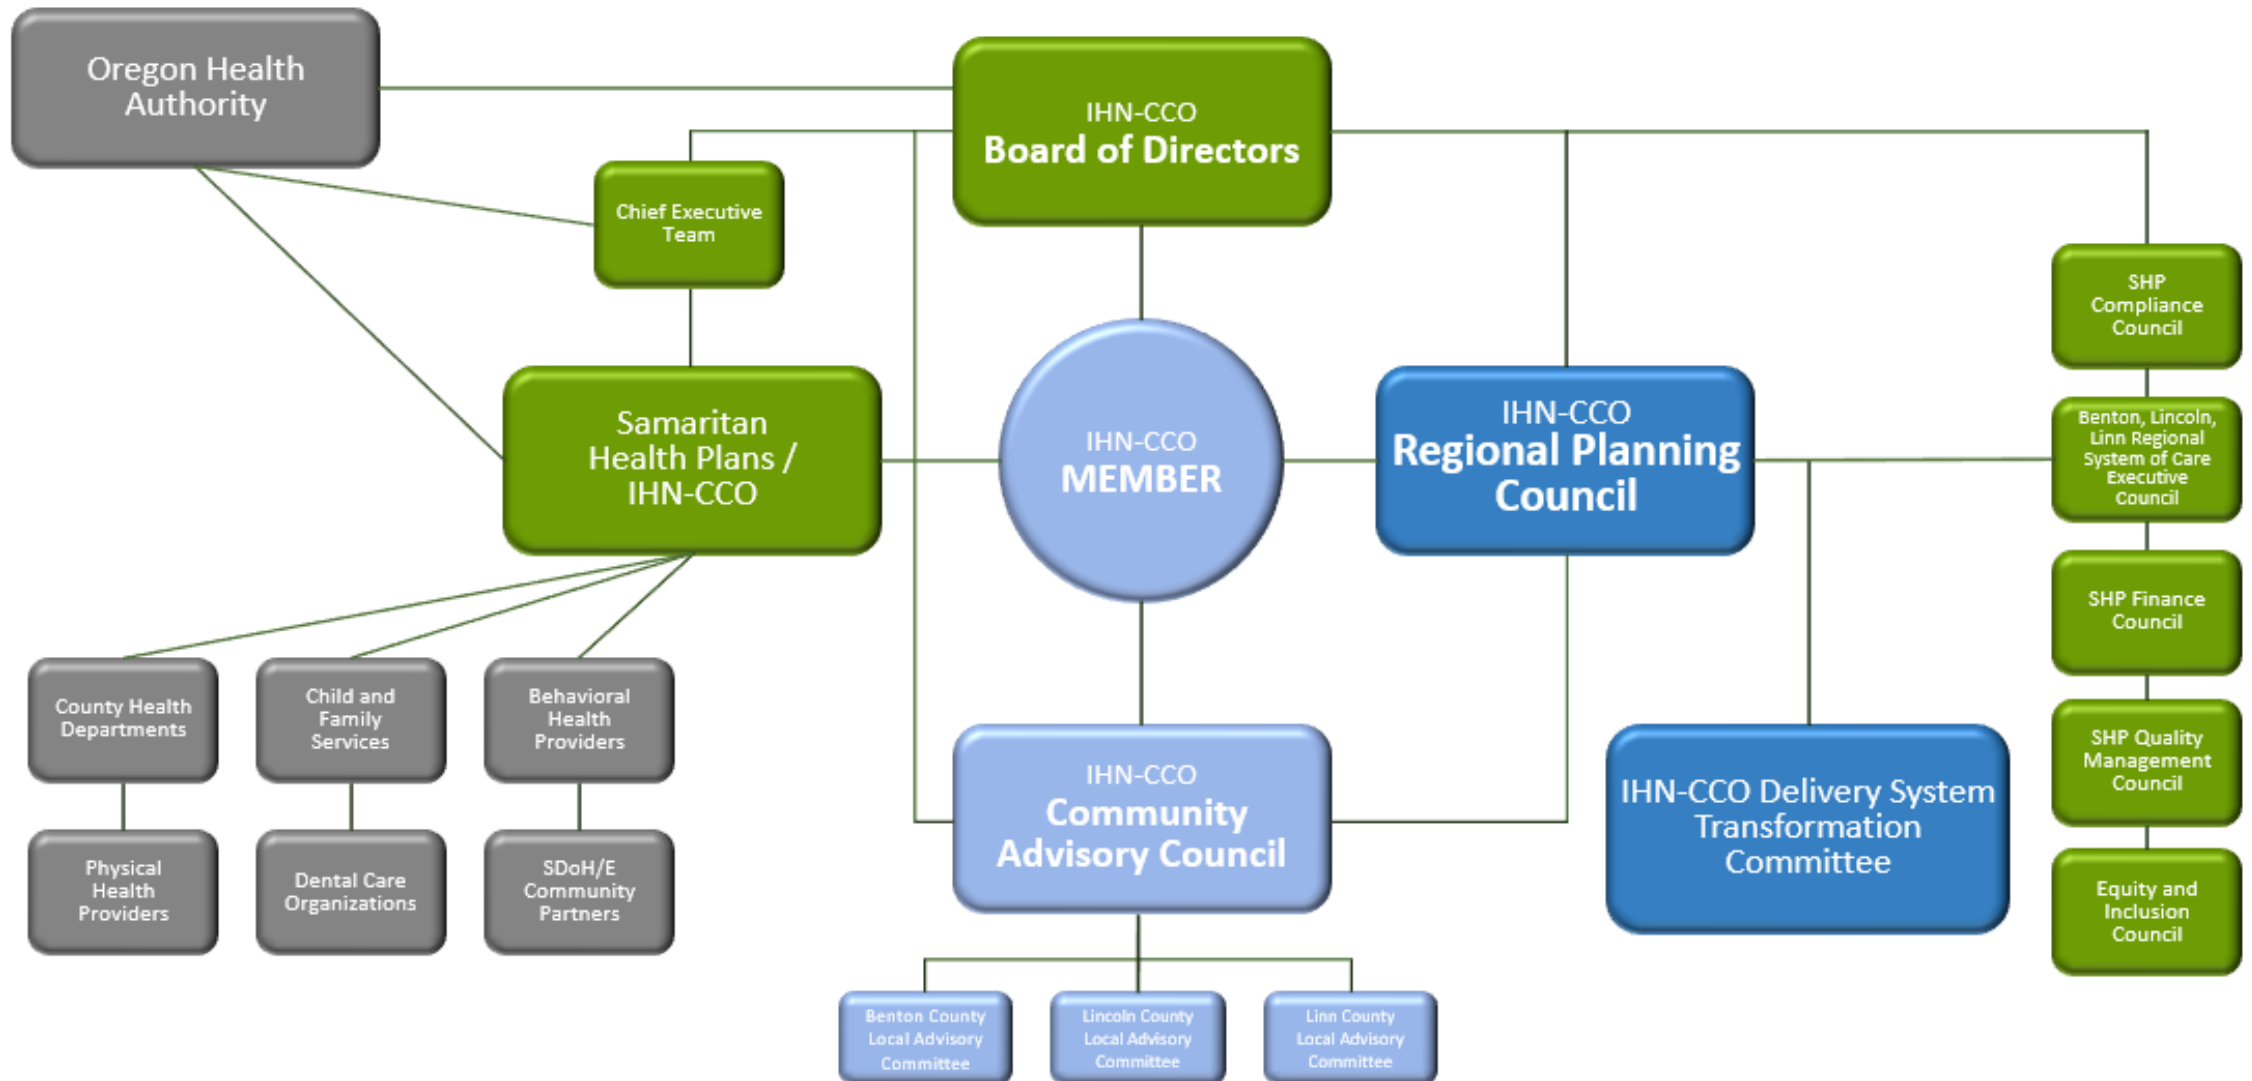 Oregon Health
Authority
IHN-CCO
Board of Directors
Chief Executive
Team
SHP
Compliance
Council
Samaritan
Health Plans /
IHN-CCO
IHN-CCO
MEMBER
IHN-CCO
Regional Planning
Council
Benton, Lincoln,
Linn Regional
System of Care
Executive
Council
SHP Finance
Council
County Health
Departments
Child and
Family
Services
Behavioral
Health
Providers
IHN-CCO
Community
Advisory Council
IHN-CCO Delivery System
Transformation
Committee
SHP Quality
Management
Council
Physical
Health
Providers
Dental Care
Organizations
SDoH/E
Community
Partners
Equity and
Inclusion
Council
Benton County
Local Advisory
Committee
Lincoln County
Local Advisory
Committee
Linn County
Local Advisory
Committee